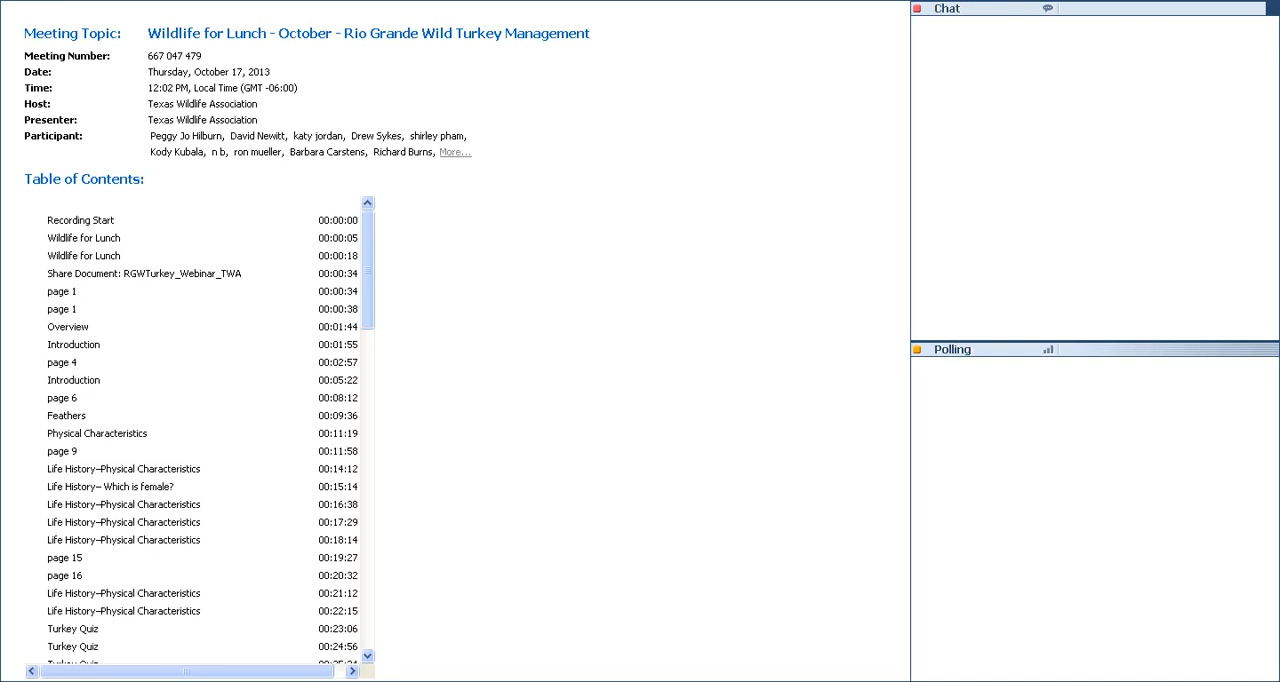 Meeting Topic: Wildlife for Lunch - October - Rio Grande Wild Turkey Management
Meeting Number: 667 047 479
Date: Thursday, October 17, 2013
Time: 12:02 PM, Local Time (GMT -06:00)
Host: Texas Wildlife Association
Presenter: Texas Wildlife Association
Participant: Peggy Jo Hilburn, David Newitt, katy jordan, Drew Sykes, shirley pham,
Kody Kubala, n b, ron mueller, Barbara Carstens, Richard Burns, More...
Table of Contents:
Recording Start 00:00:00
Wildlife for Lunch 00:00:05
Wildlife for Lunch 00:00:18
Share Document: RGWTurkey_Webinar_TWA 00:00:34
page 1 00:00:34
page 1 00:00:38
Overview 00:01:44
Introduction 00:01:55
page 4 00:02:57
Introduction 00:05:22
page 6 00:08:12
Feathers 00:09:36
Physical Characteristics 00:11:19
page 9 00:11:58
Life History–Physical Characteristics 00:14:12
Life History– Which is female? 00:15:14
Life History–Physical Characteristics 00:16:38
Life History–Physical Characteristics 00:17:29
Life History–Physical Characteristics 00:18:14
page 15 00:19:27
page 16 00:20:32
Life History–Physical Characteristics 00:21:12
Life History–Physical Characteristics 00:22:15
Turkey Quiz 00:23:06
Turkey Quiz 00:24:56
Turkey Quiz
Chat
Polling